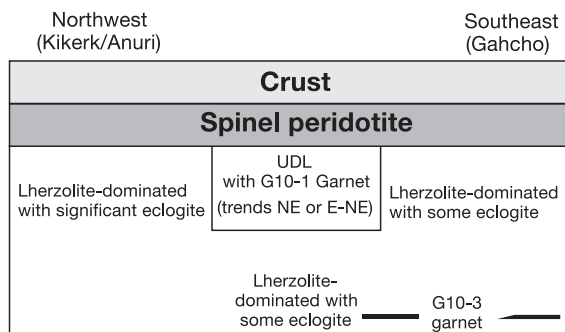 Northwest
(Kikerk/Anuri)
Southeast
(Gahcho)
Crust
Spinel peridotite
Lherzolite-dominated
with significant eclogite
UDL
with G10-1 Garnet
(trends NE or E-NE)
Lherzolite-dominated
with some eclogite
Lherzolite-
dominated with
some eclogite
G10-3
garnet